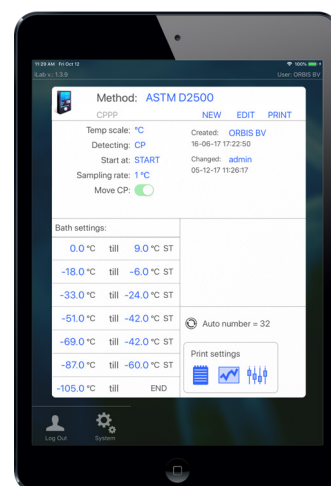 11:29 AM Fri Oct 12
100%
iLab v.: 1.3.9
User: ORBIS BV
Method: ASTM D2500
CPPP
NEW EDIT PRINT
Temp scale: °C
Detecting: CP
Start at: START
Sampling rate: 1 °C
Move CP:
Created: ORBIS BV
16-06-17 17:22:50
Changed: admin
05-12-17 11:26:17
Bath settings:
0.0 °C till 9.0 °C ST
-18.0 °C till -6.0 °C ST
-33.0 °C till -24.0 °C ST
-51.0 °C till -42.0 °C ST
-69.0 °C till -42.0 °C ST
-87.0 °C till -60.0 °C ST
-105.0 °C till END
Auto number = 32
Print settings
Log Out
System